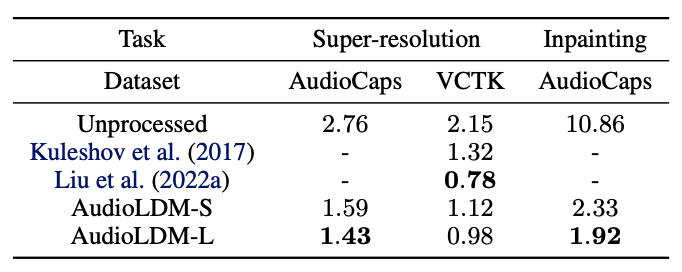 Task Super-resolution Inpainting
Dataset AudioCaps VCTK AudioCaps
Unprocessed 2.76 2.15 10.86
Kuleshov et al. (2017) - 1.32 -
Liu et al. (2022a) - 0.78 -
AudioLDM-S 1.59 1.12 2.33
AudioLDM-L 1.43 0.98 1.92